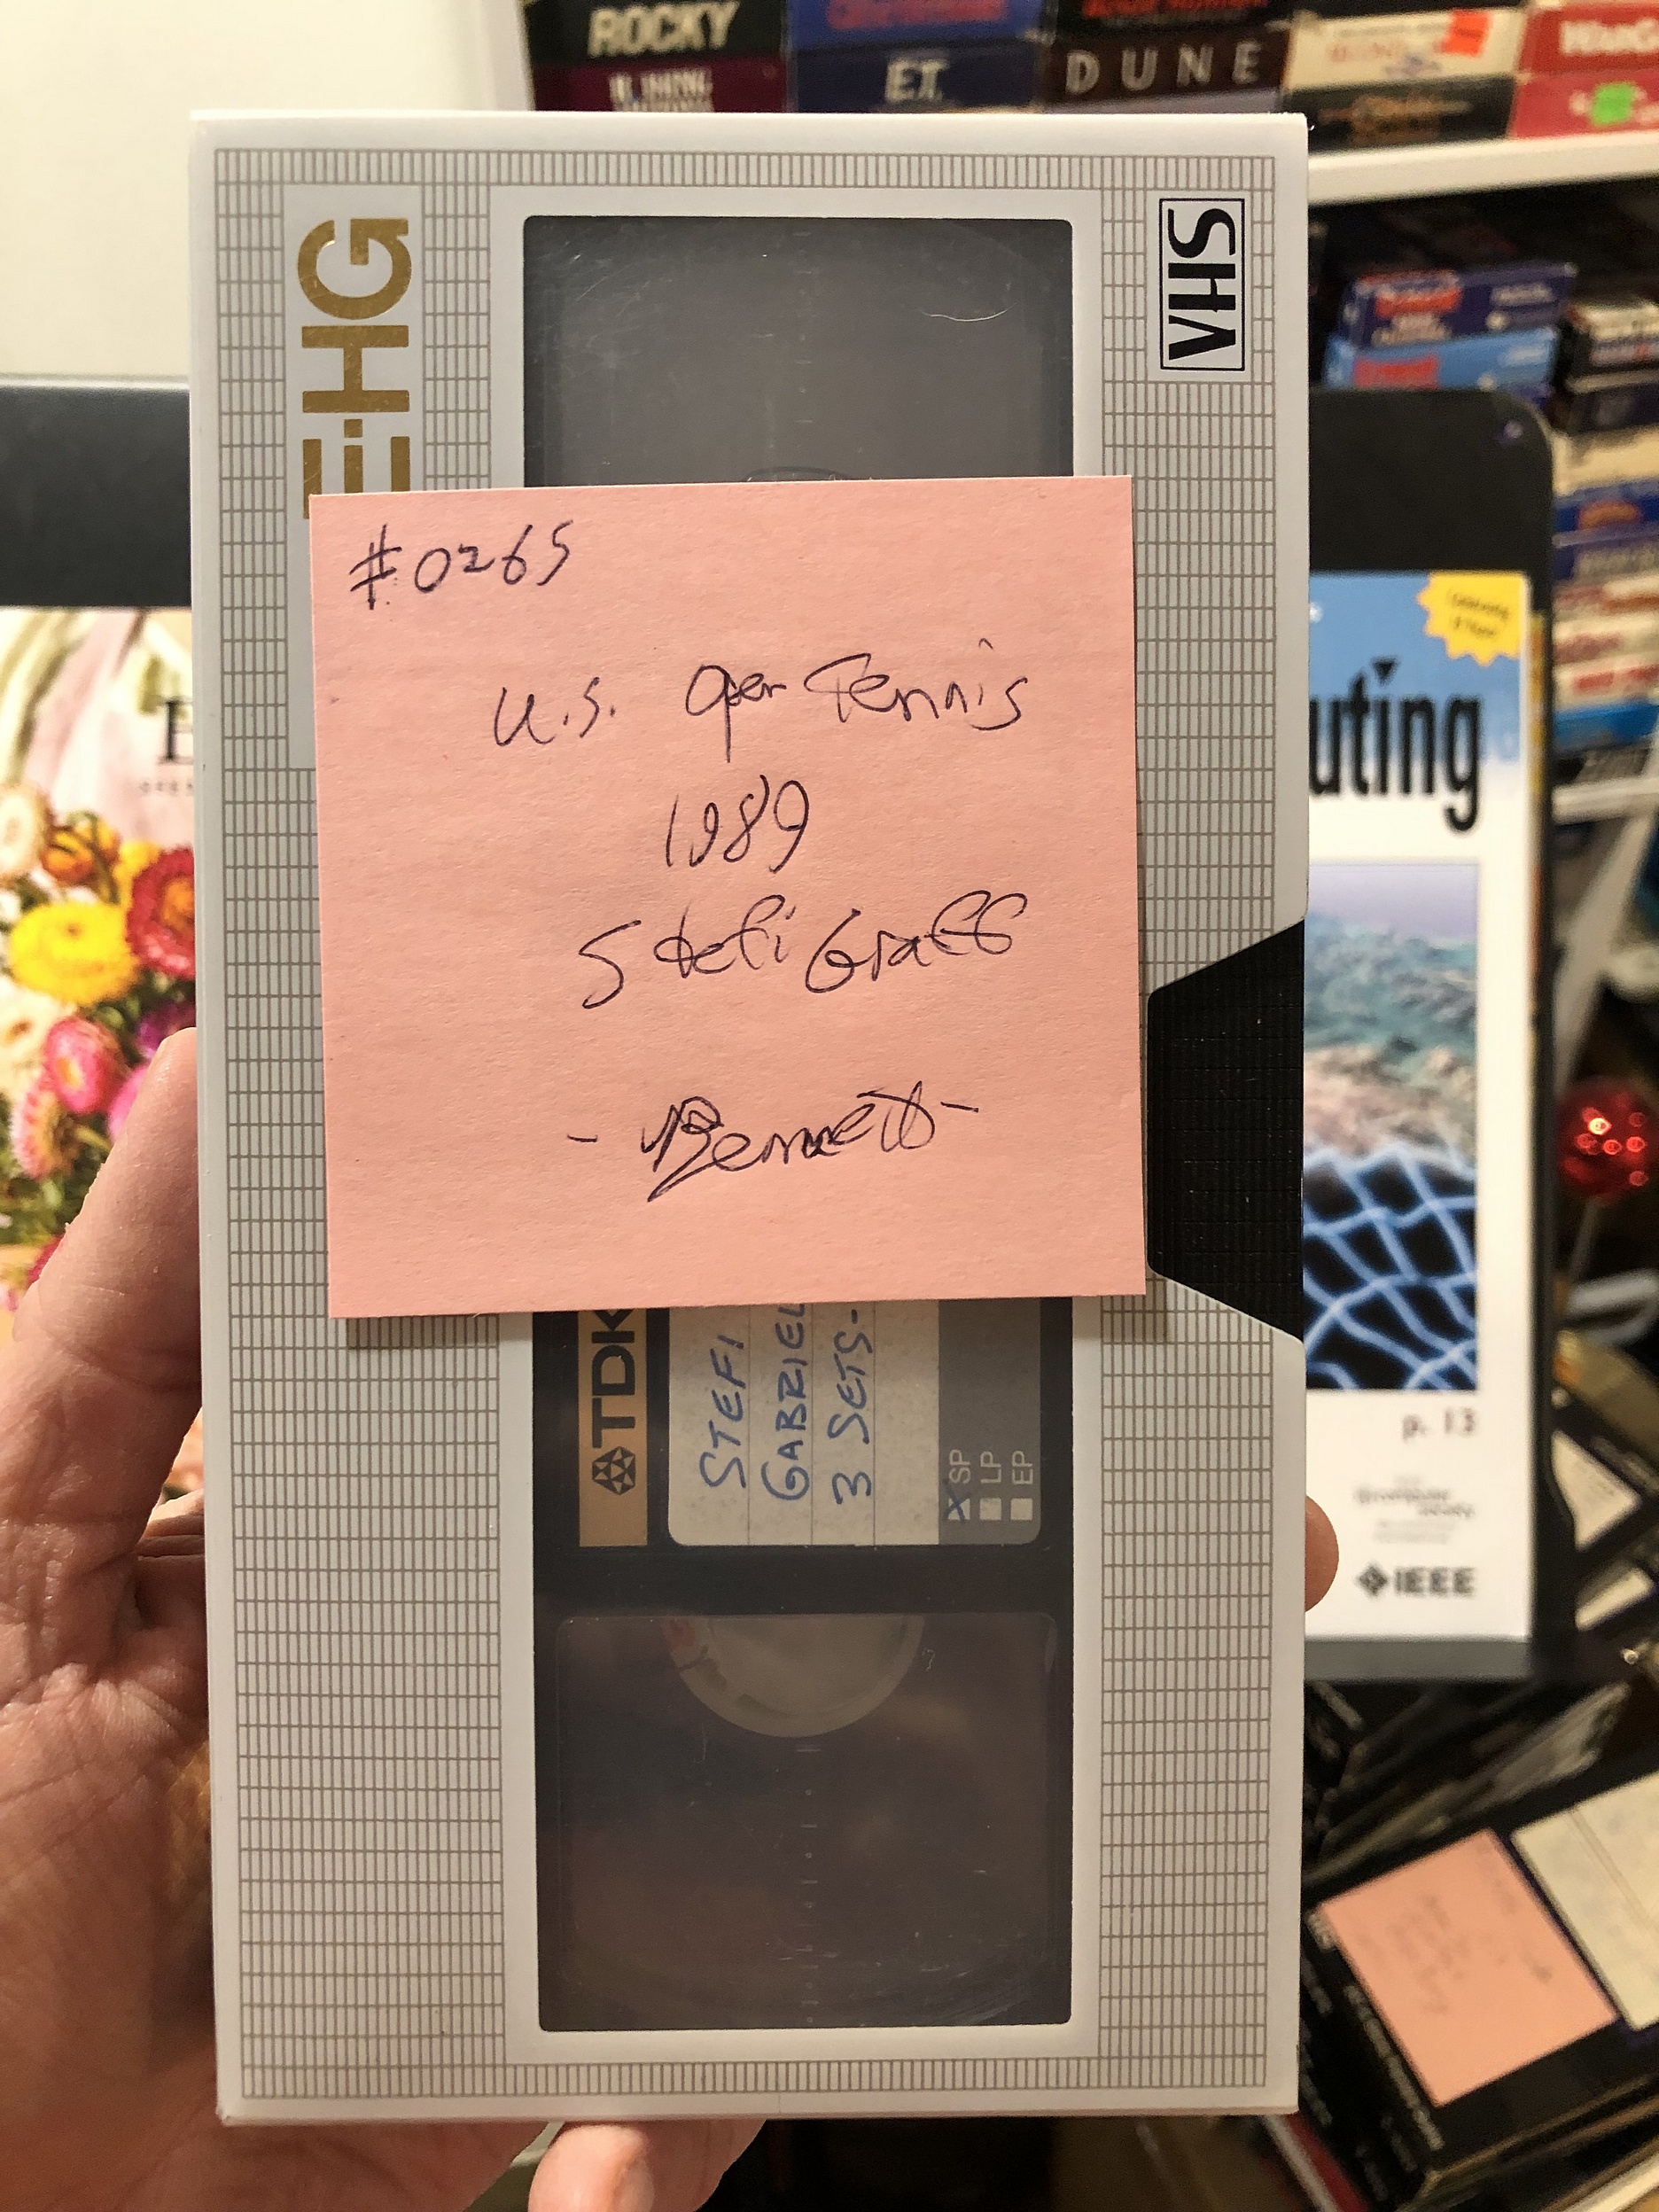 ROCKY
E.T.
DUNE
EHG
VHS
#0265
U.S. Open Tennis
1989
Stefi Graff
- Bennett -
TDK
STEFI
GABRIEL
3 SETS-
X SP
LP
EP
uting
p. 13
IEEE